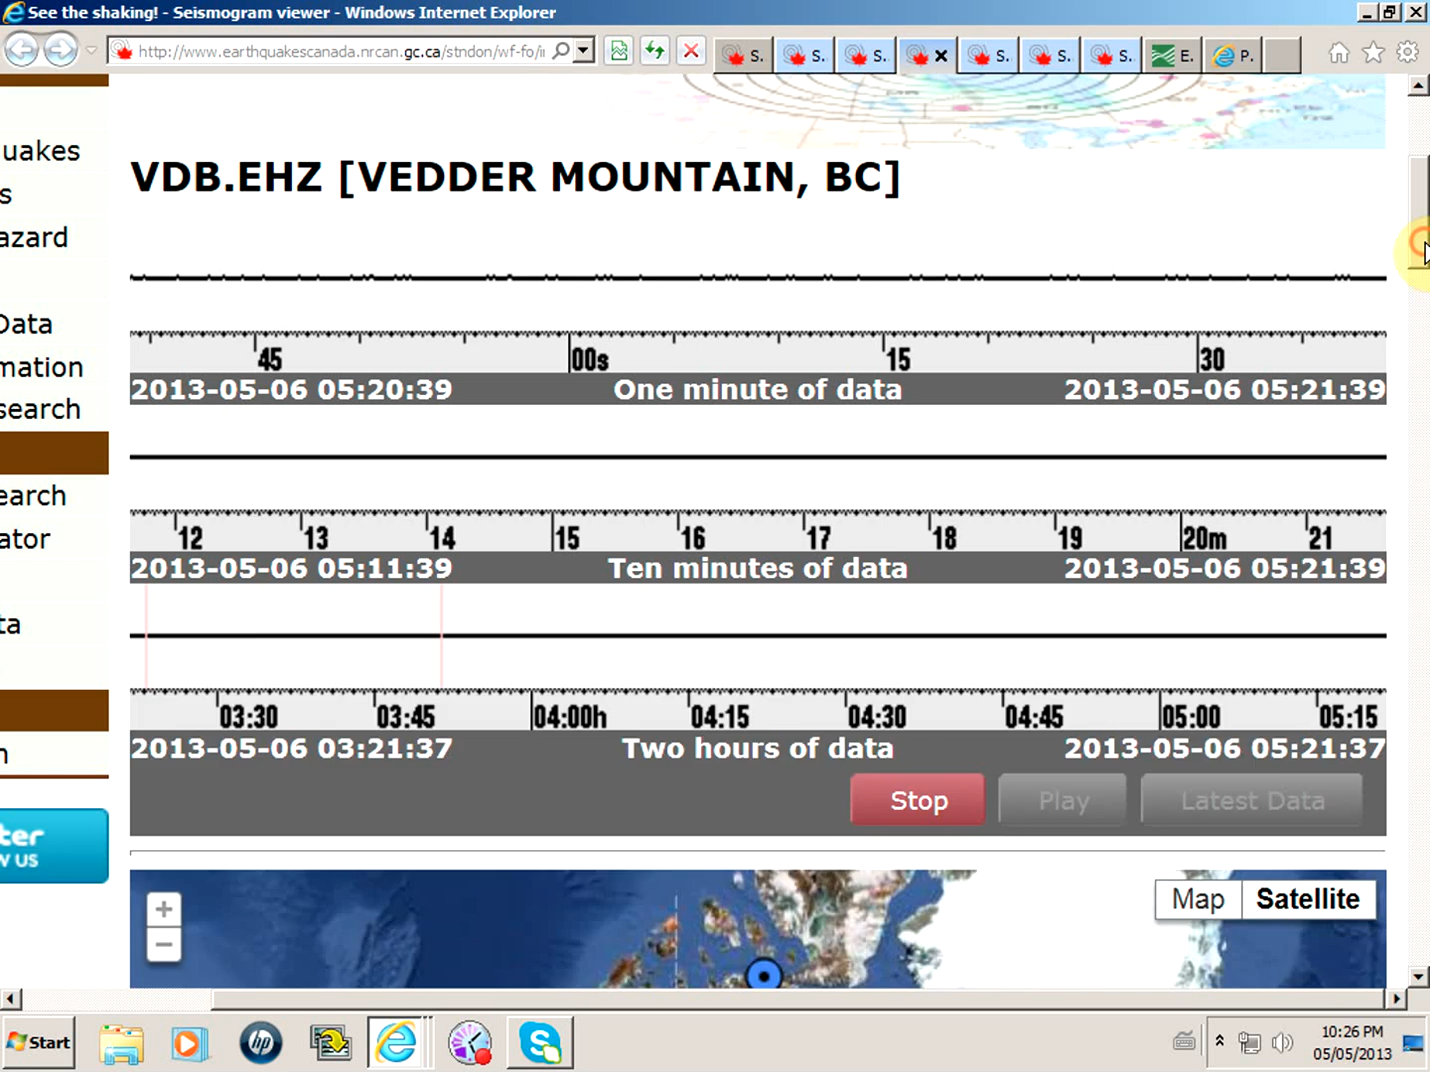 See the shaking! - Seismogram viewer - Windows Internet Explorer
http://www.earthquakescanada.nrcan.gc.ca/stndon/wf-fo/ir
S. S. S. S. S. S. E. P.
VDB.EHZ [VEDDER MOUNTAIN, BC]
uakes
s
azard
Data
mation
search
earch
ator
ta
n
ter
w us
45 00s 15 30
2013-05-06 05:20:39 One minute of data 2013-05-06 05:21:39
12 13 14 15 16 17 18 19 20m 21
2013-05-06 05:11:39 Ten minutes of data 2013-05-06 05:21:39
03:30 03:45 04:00h 04:15 04:30 04:45 05:00 05:15
2013-05-06 03:21:37 Two hours of data 2013-05-06 05:21:37
Stop Play Latest Data
+
−
Map Satellite
Start
hp
10:26 PM
05/05/2013